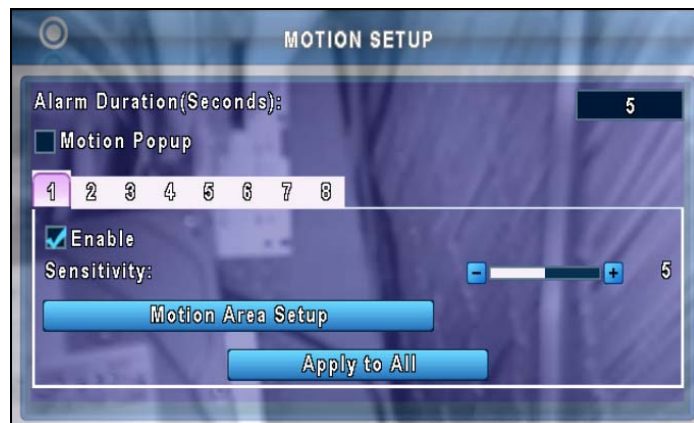 MOTION SETUP
Alarm Duration(Seconds): 5
Motion Popup
1 2 3 4 5 6 7 8
Enable
Sensitivity: - + 5
Motion Area Setup
Apply to All